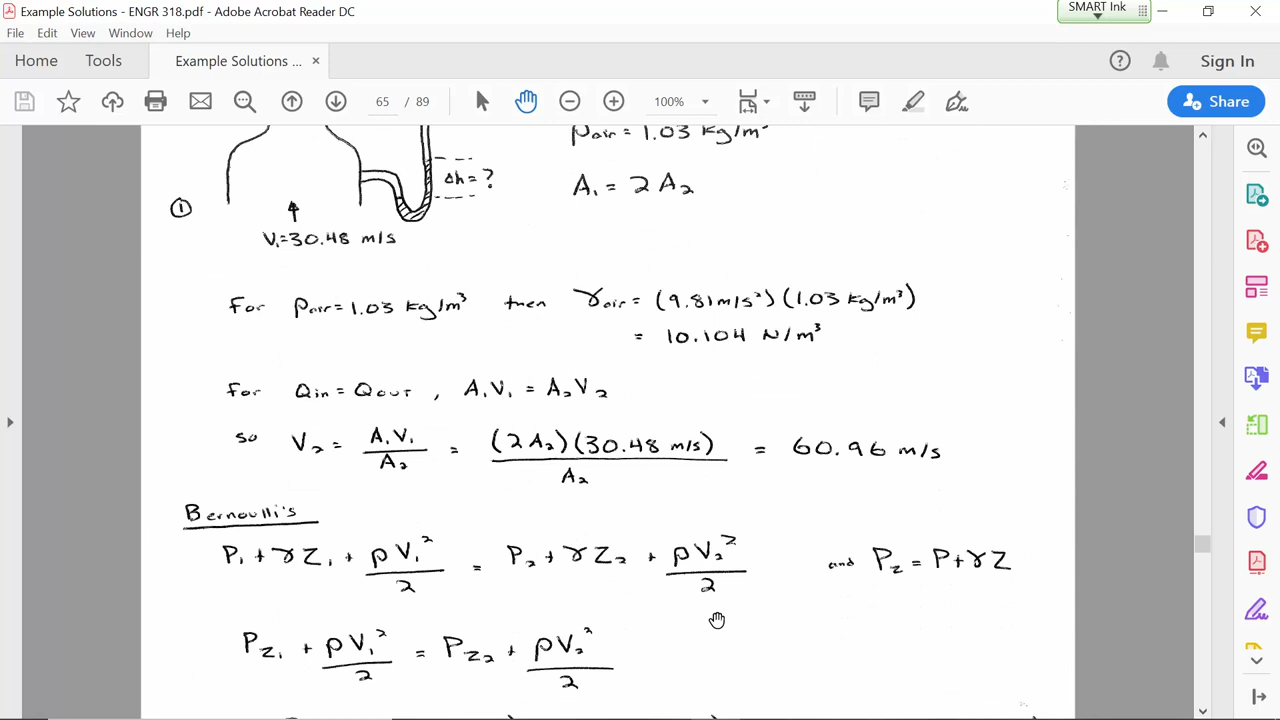 Example Solutions - ENGR 318.pdf - Adobe Acrobat Reader DC
SMART Ink
File Edit View Window Help
Home Tools Example Solutions ... × Sign In
65 / 89 100% Share
ρair = 1.03 kg/m³
Δh = ?
A₁ = 2 A₂
①
V₁=30.48 m/s
For ρair=1.03 kg/m³ then γair = (9.81m/s²)(1.03 kg/m³)
= 10.104 N/m³
For Qin = Qout , A₁V₁ = A₂V₂
so V₂ = A₁V₁/A₂ = (2A₂)(30.48 m/s)/A₂ = 60.96 m/s
Bernoulli's
P₁ + γZ₁ + ρV₁²/2 = P₂ + γZ₂ + ρV₂²/2 and Pz = P+γZ
Pz₁ + ρV₁²/2 = Pz₂ + ρV₂²/2